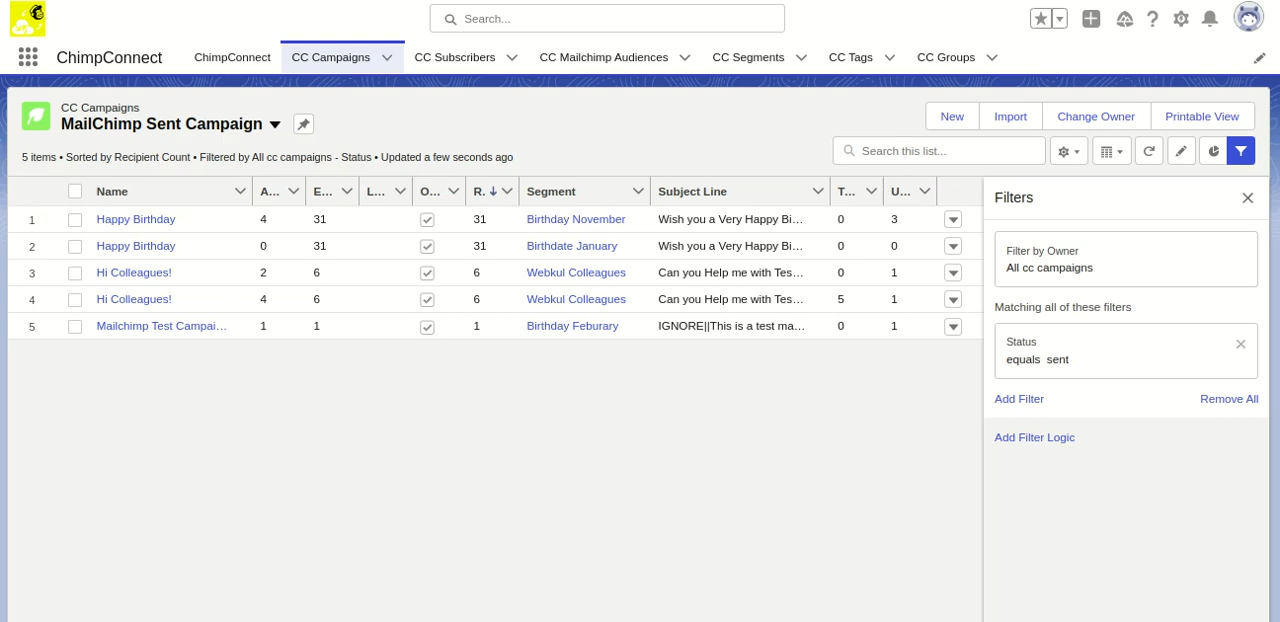 Search...
ChimpConnect
ChimpConnect CC Campaigns CC Subscribers CC Mailchimp Audiences CC Segments CC Tags CC Groups
CC Campaigns
MailChimp Sent Campaign
New Import Change Owner Printable View
5 items • Sorted by Recipient Count • Filtered by All cc campaigns - Status • Updated a few seconds ago
Search this list...
Name A... E... L... O... R. Segment Subject Line T... U...
1 Happy Birthday 4 31 31 Birthday November Wish you a Very Happy Bi... 0 3
2 Happy Birthday 0 31 31 Birthdate January Wish you a Very Happy Bi... 0 0
3 Hi Colleagues! 2 6 6 Webkul Colleagues Can you Help me with Tes... 0 1
4 Hi Colleagues! 4 6 6 Webkul Colleagues Can you Help me with Tes... 5 1
5 Mailchimp Test Campai... 1 1 1 Birthday Feburary IGNORE||This is a test ma... 0 1
Filters
Filter by Owner
All cc campaigns
Matching all of these filters
Status
equals sent
Add Filter Remove All
Add Filter Logic